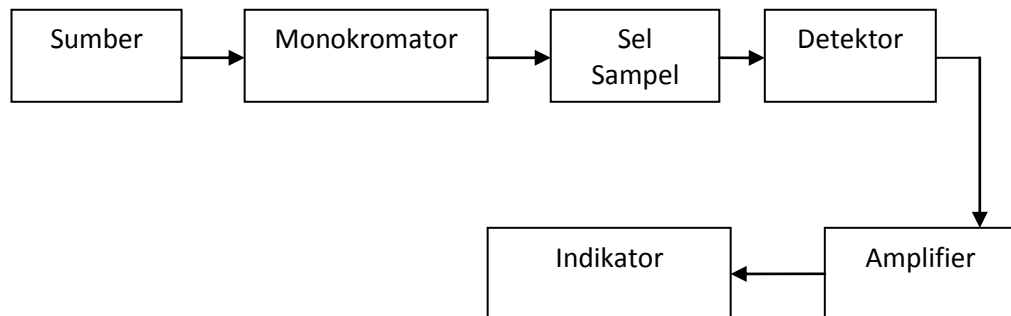 Sumber
Monokromator
Sel
Sampel
Detektor
Indikator
Amplifier